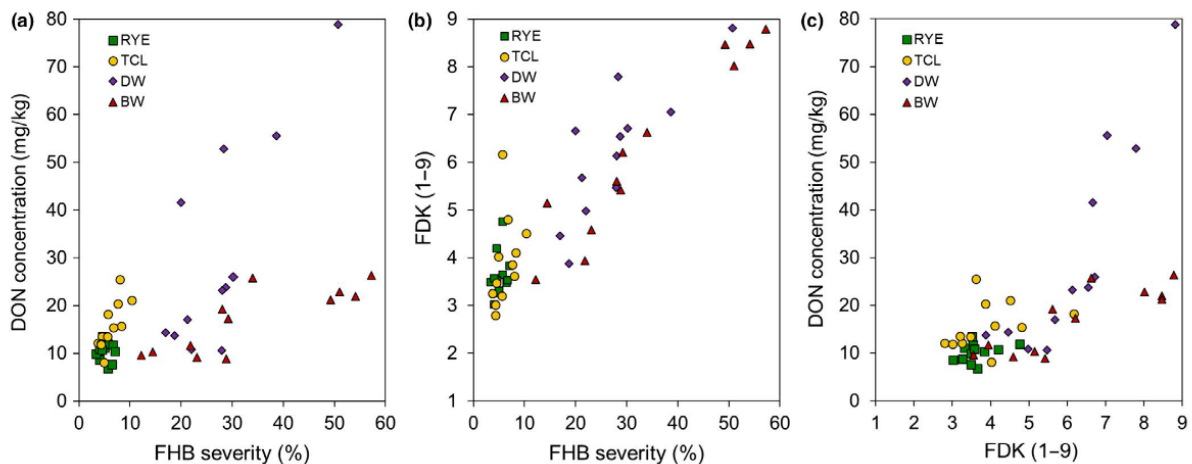 (a)
80
70
60
50
40
30
20
10
0
DON concentration (mg/kg)
RYE
TCL
DW
BW
0 10 20 30 40 50 60
FHB severity (%)
(b)
9
8
7
6
5
4
3
2
1
FDK (1–9)
RYE
TCL
DW
BW
0 10 20 30 40 50 60
FHB severity (%)
(c)
80
70
60
50
40
30
20
10
0
DON concentration (mg/kg)
RYE
TCL
DW
BW
1 2 3 4 5 6 7 8 9
FDK (1–9)